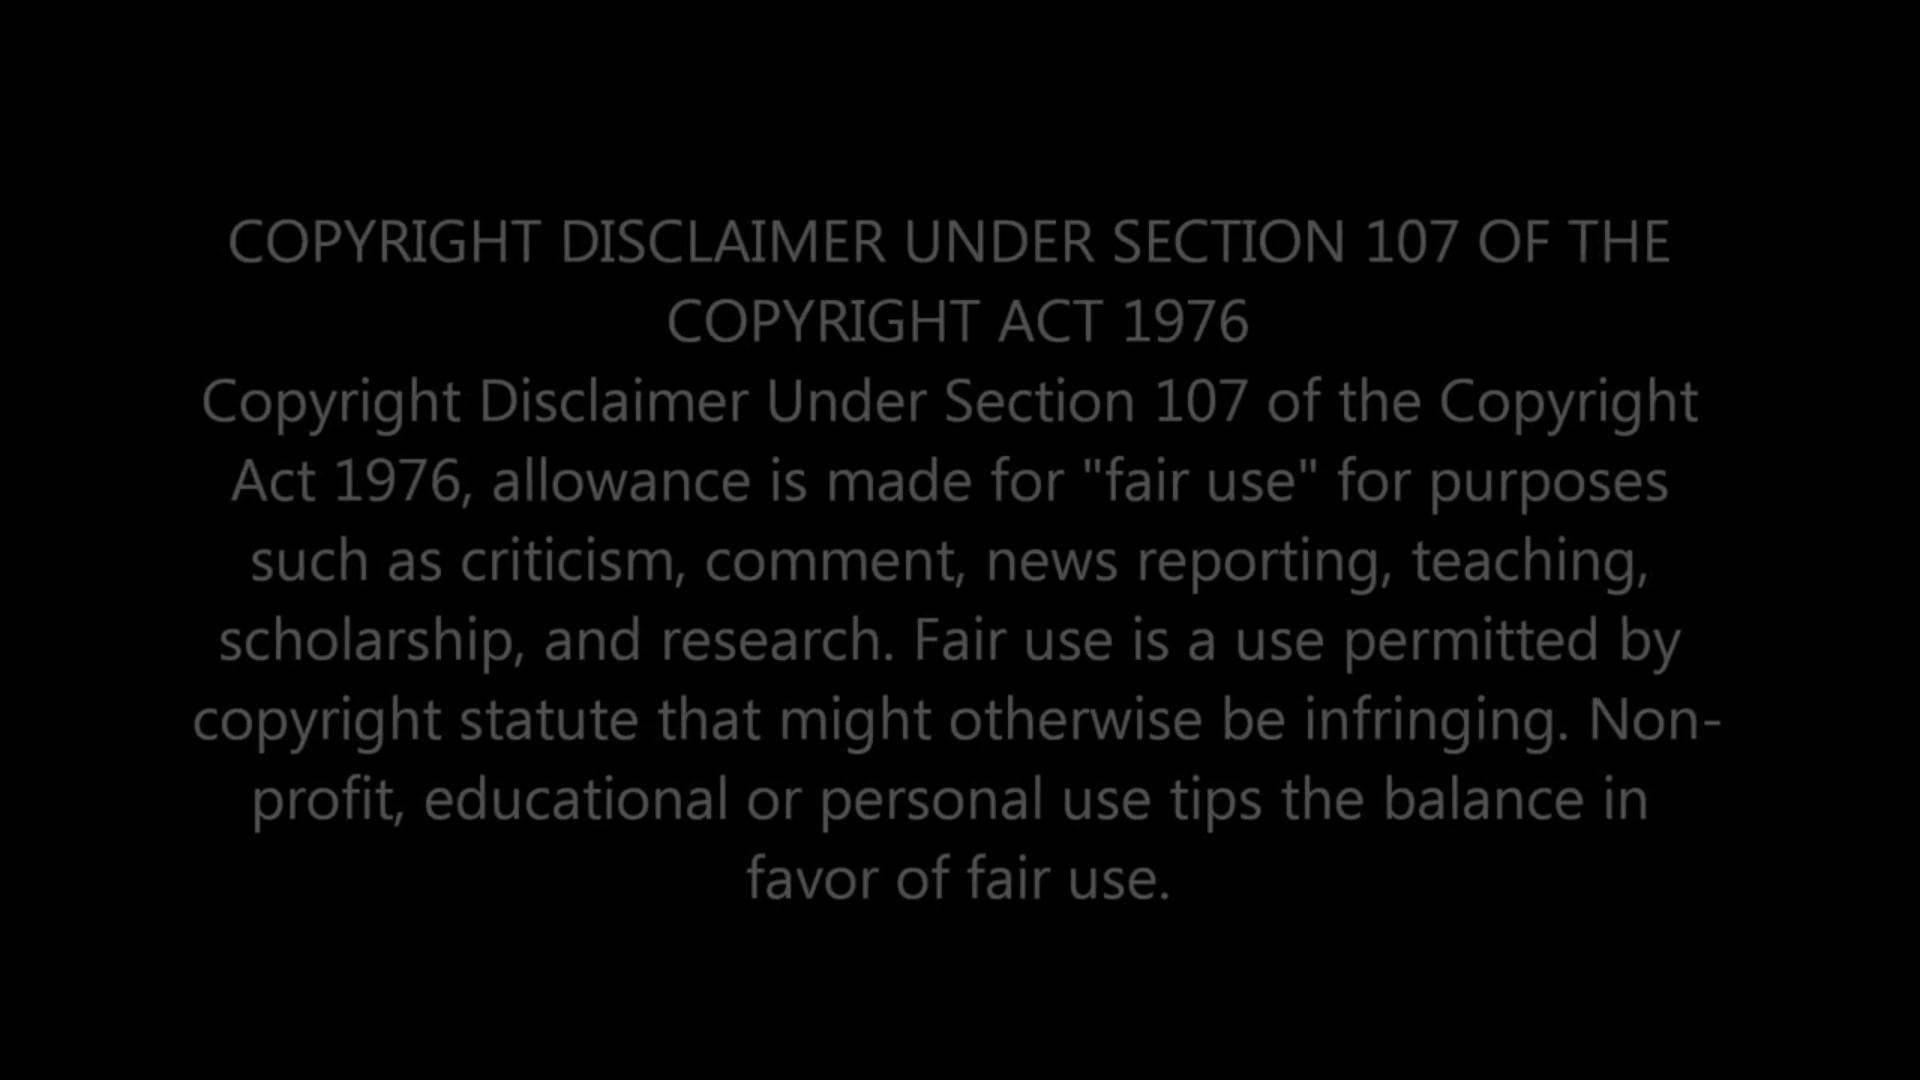 COPYRIGHT DISCLAIMER UNDER SECTION 107 OF THE
COPYRIGHT ACT 1976
Copyright Disclaimer Under Section 107 of the Copyright
Act 1976, allowance is made for "fair use" for purposes
such as criticism, comment, news reporting, teaching,
scholarship, and research. Fair use is a use permitted by
copyright statute that might otherwise be infringing. Non-
profit, educational or personal use tips the balance in
favor of fair use.